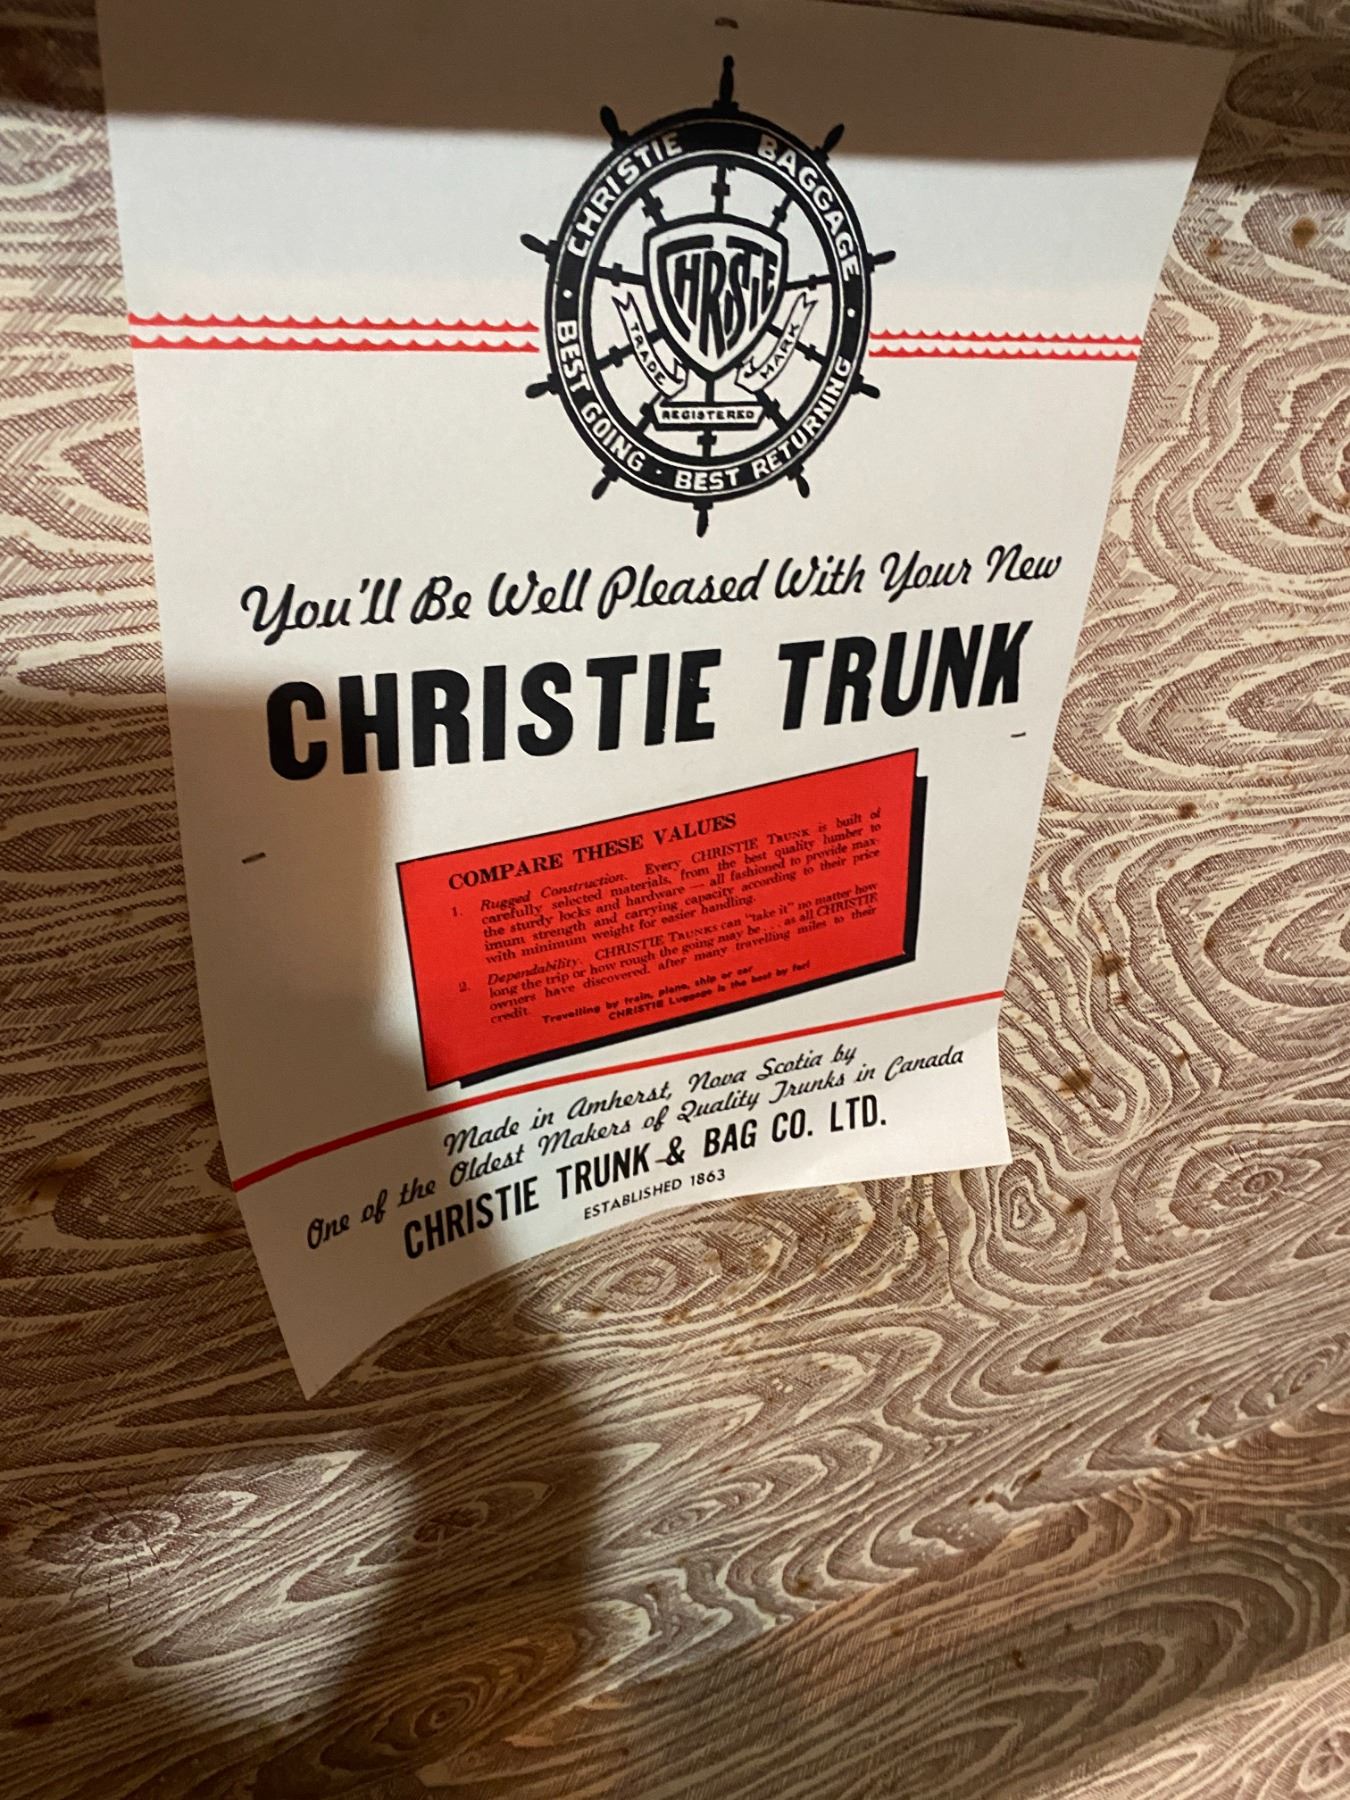 CHRISTIE BAGGAGE
· BEST GOING · BEST RETURNING ·
CHRISTIE
TRADE MARK
REGISTERED
You'll Be Well Pleased With Your New
CHRISTIE TRUNK
COMPARE THESE VALUES
1. Rugged Construction. Every CHRISTIE TRUNK is built of
carefully selected materials, from the best quality lumber to
the sturdy locks and hardware — all fashioned to provide max-
imum strength and carrying capacity according to their price
with minimum weight for easier handling.
2. Dependability. CHRISTIE TRUNKS can "take it" no matter how
long the trip or how rough the going may be . . . as all CHRISTIE
owners have discovered, after many travelling miles to their
credit.
Travelling by train, plane, ship or car
CHRISTIE Luggage is the best by far!
Made in Amherst, Nova Scotia by
One of the Oldest Makers of Quality Trunks in Canada
CHRISTIE TRUNK & BAG CO. LTD.
ESTABLISHED 1863